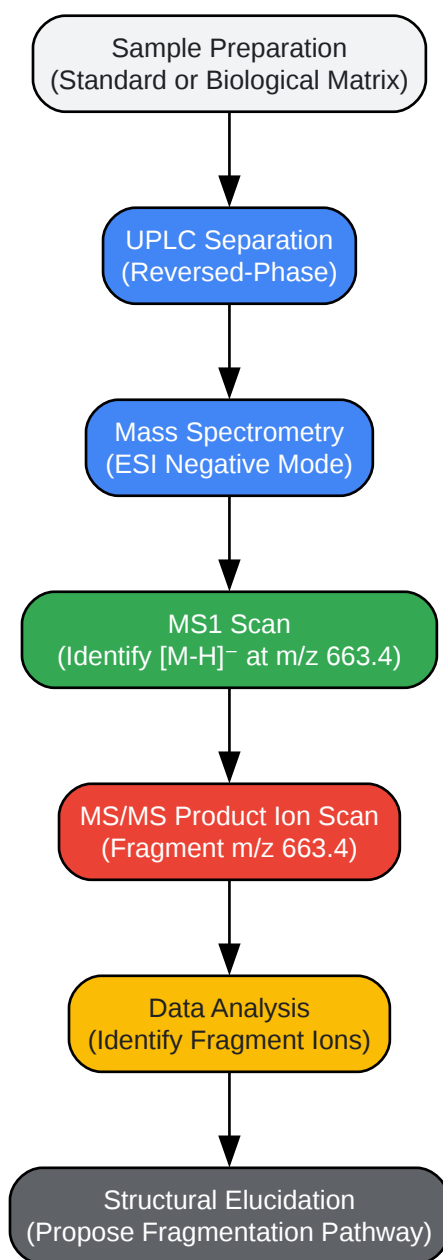 Sample Preparation
(Standard or Biological Matrix)
UPLC Separation
(Reversed-Phase)
Mass Spectrometry
(ESI Negative Mode)
MS1 Scan
(Identify [M-H]⁻ at m/z 663.4)
MS/MS Product Ion Scan
(Fragment m/z 663.4)
Data Analysis
(Identify Fragment Ions)
Structural Elucidation
(Propose Fragmentation Pathway)